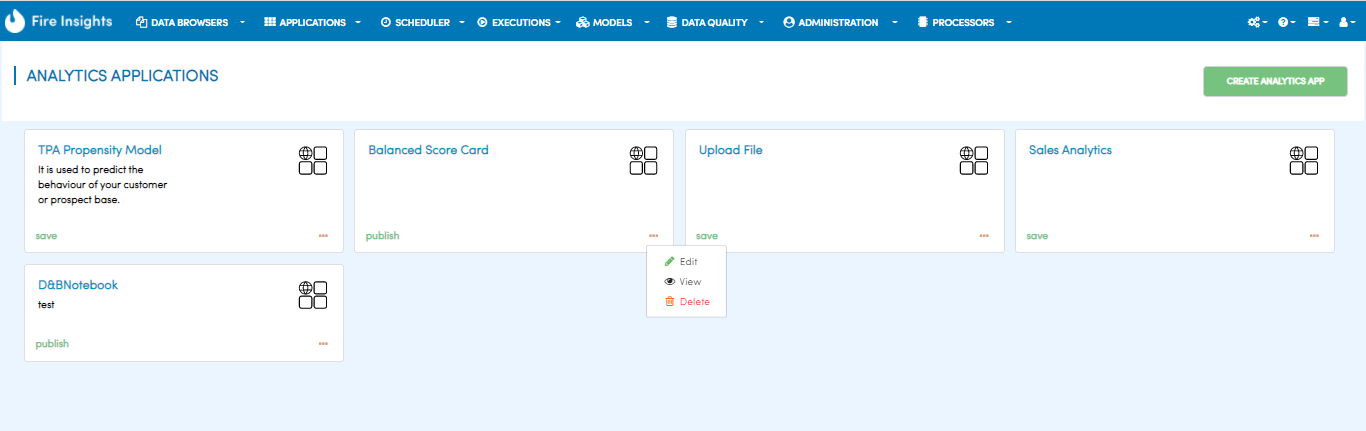 Fire Insights DATA BROWSERS APPLICATIONS SCHEDULER EXECUTIONS MODELS DATA QUALITY ADMINISTRATION PROCESSORS
ANALYTICS APPLICATIONS
CREATE ANALYTICS APP
TPA Propensity Model
It is used to predict the
behaviour of your customer
or prospect base.
save
Balanced Score Card
publish
Edit
View
Delete
Upload File
save
Sales Analytics
save
D&BNotebook
test
publish